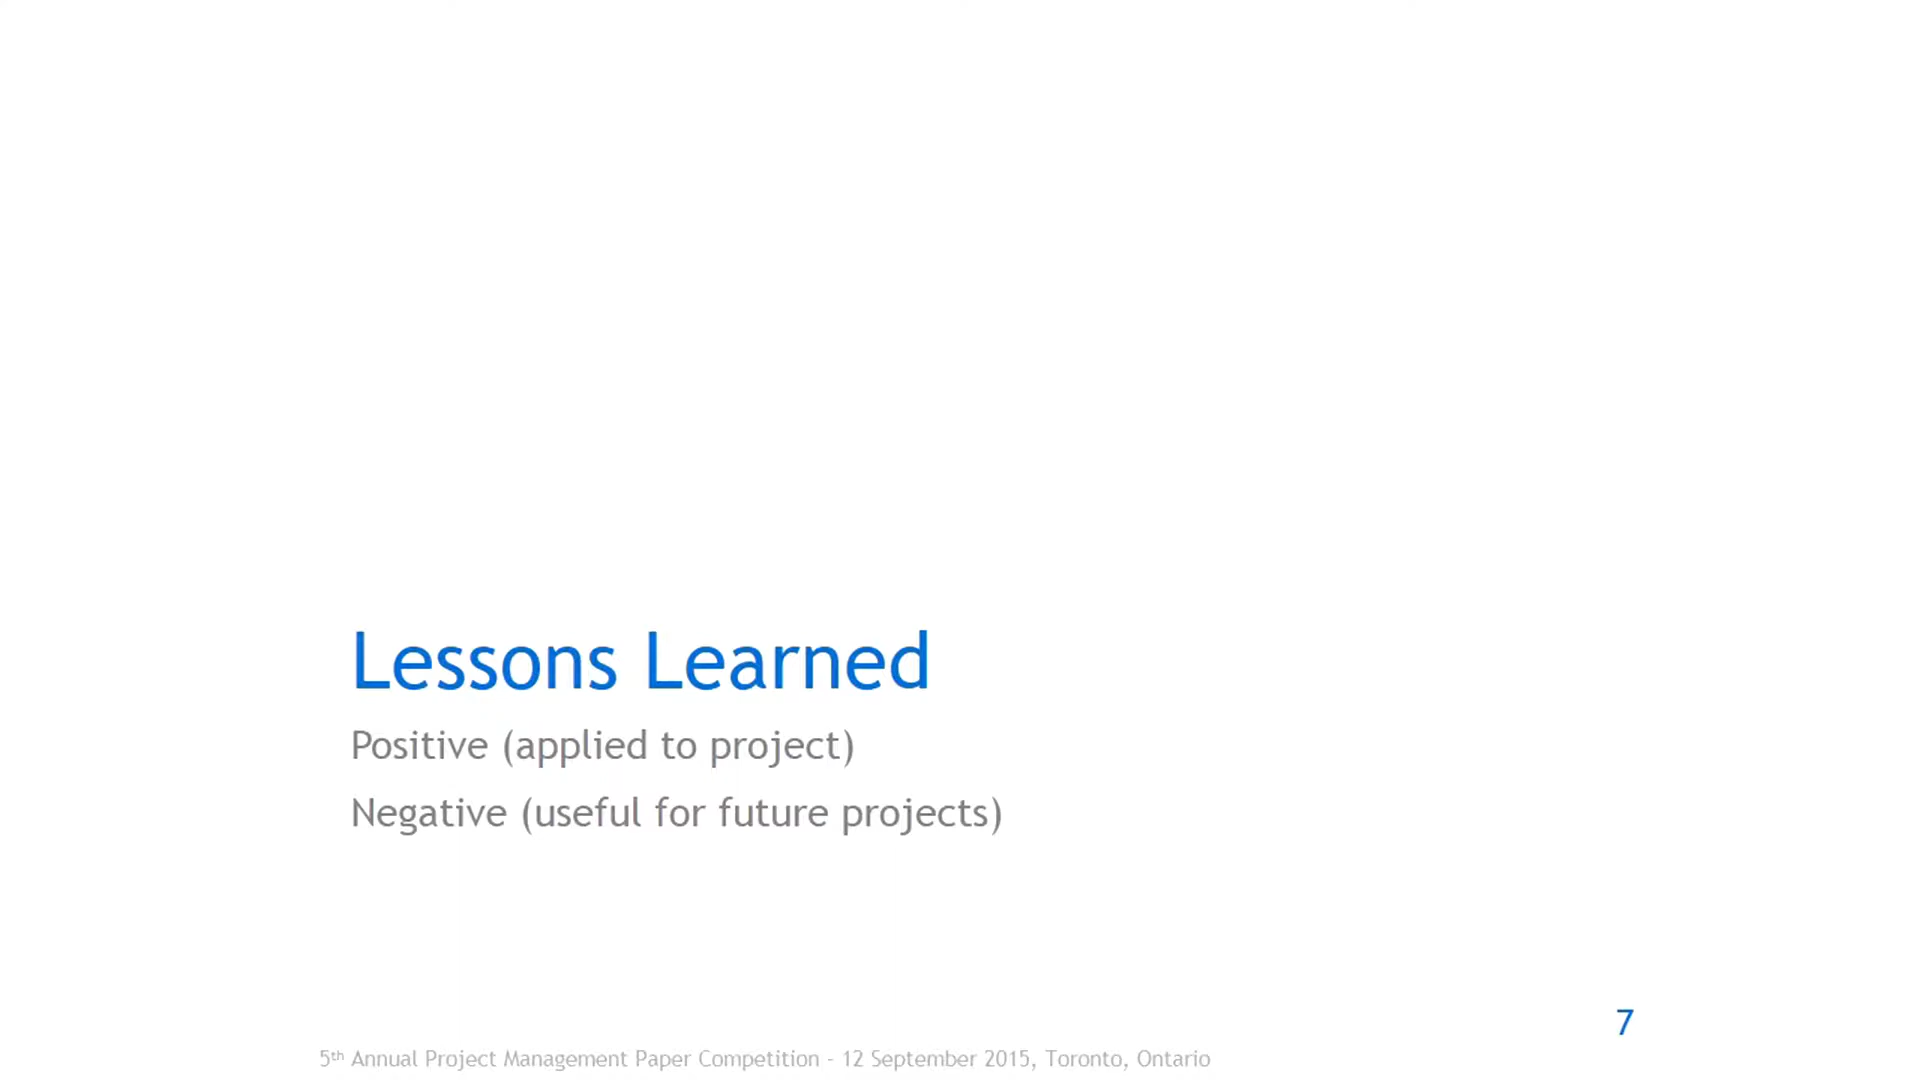 Lessons Learned
Positive (applied to project)
Negative (useful for future projects)
7
5th Annual Project Management Paper Competition - 12 September 2015, Toronto, Ontario